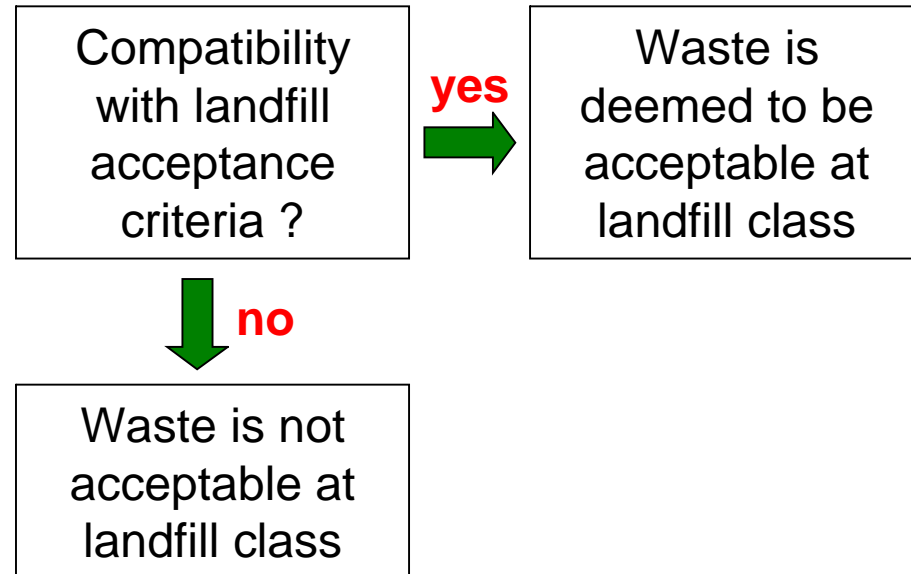 Compatibility
with landfill
acceptance
criteria ?
yes
Waste is
deemed to be
acceptable at
landfill class
no
Waste is not
acceptable at
landfill class